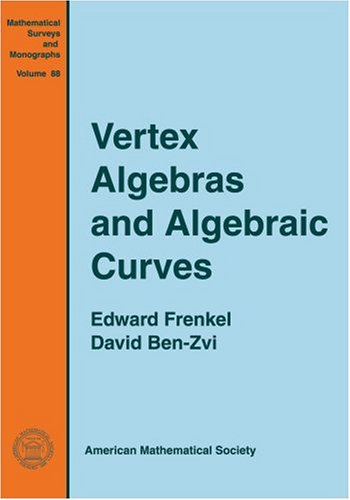 Mathematical
Surveys
and
Monographs
Volume 88
Vertex
Algebras
and Algebraic
Curves
Edward Frenkel
David Ben-Zvi
American Mathematical Society